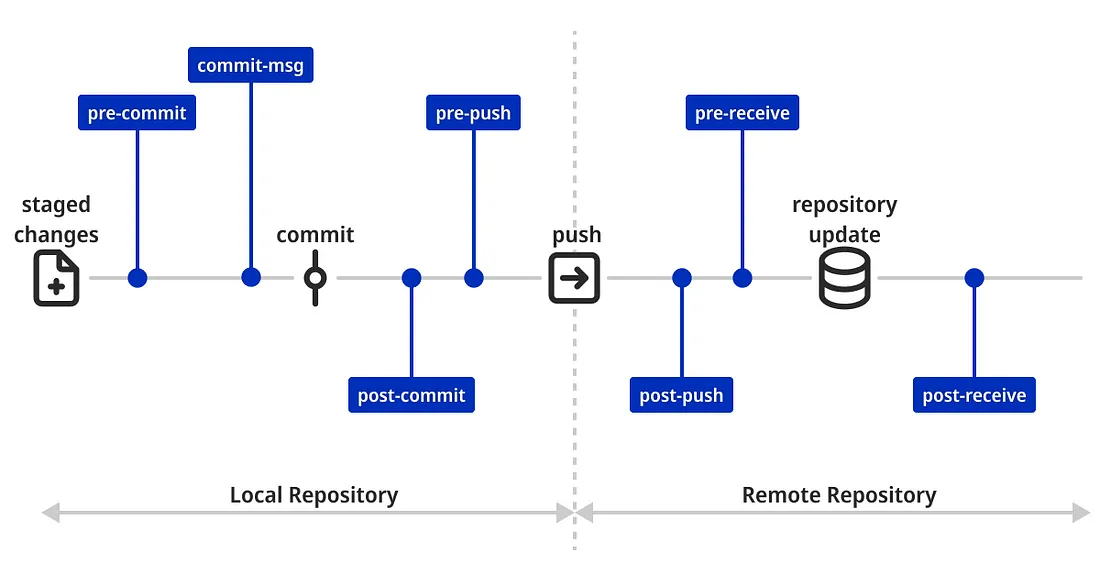 commit-msg
pre-commit
pre-push
pre-receive
staged
changes
commit
push
repository
update
post-commit
post-push
post-receive
Local Repository
Remote Repository